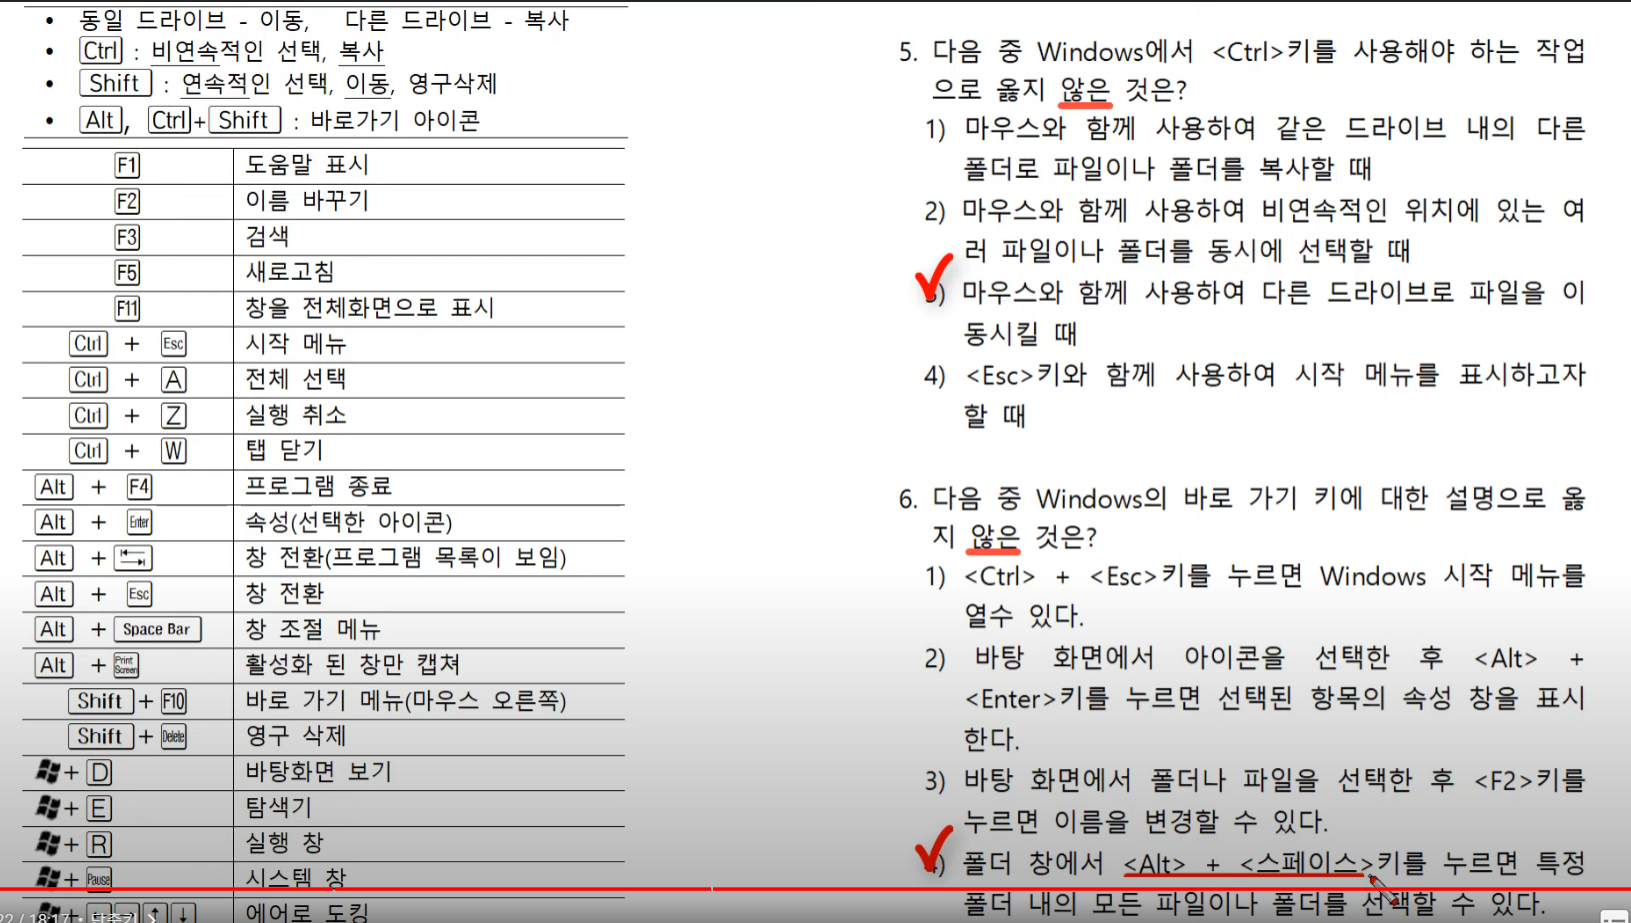 • 동일 드라이브 - 이동, 다른 드라이브 - 복사
• Ctrl : 비연속적인 선택, 복사
• Shift : 연속적인 선택, 이동, 영구삭제
• Alt, Ctrl+Shift : 바로가기 아이콘
F1 도움말 표시
F2 이름 바꾸기
F3 검색
F5 새로고침
F11 창을 전체화면으로 표시
Ctrl + Esc 시작 메뉴
Ctrl + A 전체 선택
Ctrl + Z 실행 취소
Ctrl + W 탭 닫기
Alt + F4 프로그램 종료
Alt + Enter 속성(선택한 아이콘)
Alt + 창 전환(프로그램 목록이 보임)
Alt + Esc 창 전환
Alt + Space Bar 창 조절 메뉴
Alt + Print Screen 활성화 된 창만 캡쳐
Shift + F10 바로 가기 메뉴(마우스 오른쪽)
Shift + Delete 영구 삭제
+ D 바탕화면 보기
+ E 탐색기
+ R 실행 창
+ Pause 시스템 창
+ ↑ ↓ 에어로 도킹
5. 다음 중 Windows에서 <Ctrl>키를 사용해야 하는 작업
으로 옳지 않은 것은?
1) 마우스와 함께 사용하여 같은 드라이브 내의 다른
폴더로 파일이나 폴더를 복사할 때
2) 마우스와 함께 사용하여 비연속적인 위치에 있는 여
러 파일이나 폴더를 동시에 선택할 때
3) 마우스와 함께 사용하여 다른 드라이브로 파일을 이
동시킬 때
4) <Esc>키와 함께 사용하여 시작 메뉴를 표시하고자
할 때
6. 다음 중 Windows의 바로 가기 키에 대한 설명으로 옳
지 않은 것은?
1) <Ctrl> + <Esc>키를 누르면 Windows 시작 메뉴를
열수 있다.
2) 바탕 화면에서 아이콘을 선택한 후 <Alt> +
<Enter>키를 누르면 선택된 항목의 속성 창을 표시
한다.
3) 바탕 화면에서 폴더나 파일을 선택한 후 <F2>키를
누르면 이름을 변경할 수 있다.
4) 폴더 창에서 <Alt> + <스페이스>키를 누르면 특정
폴더 내의 모든 파일이나 폴더를 선택할 수 있다.
22 / 18:17 • 단축키